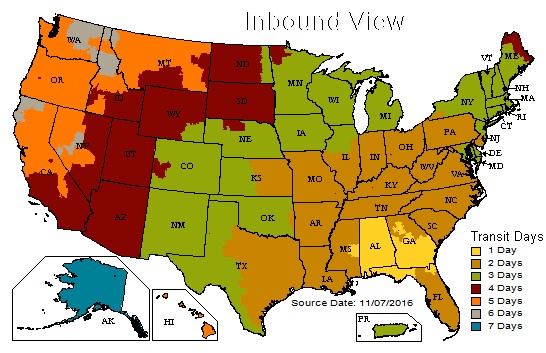 Inbound View
WA
OR
CA
NV
ID
MT
WY
UT
AZ
ND
SD
NE
CO
NM
KS
OK
TX
MN
IA
MO
AR
LA
WI
IL
MI
IN
OH
KY
TN
MS
AL
GA
FL
SC
NC
VA
WV
PA
NY
VT
ME
NH
MA
RI
CT
NJ
DE
MD
AK
HI
PR
Source Date: 11/07/2016
Transit Days
1 Day
2 Days
3 Days
4 Days
5 Days
6 Days
7 Days